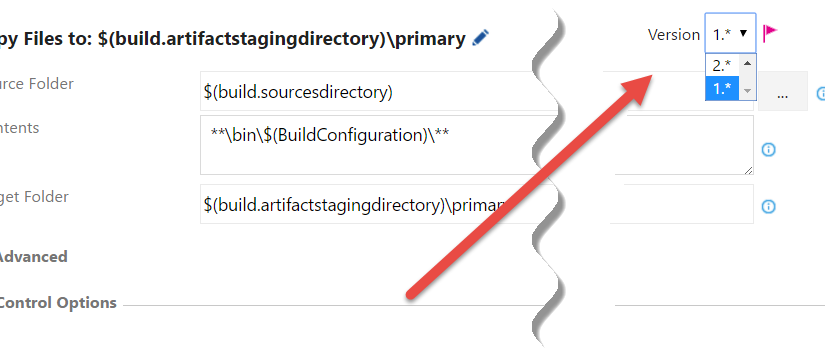 py Files to: $(build.artifactstagingdirectory)\primary
Version 1.*
2.*
1.*
urce Folder
$(build.sourcesdirectory)
...
ntents
**\bin\$(BuildConfiguration)\**
get Folder
$(build.artifactstagingdirectory)\primar
Advanced
Control Options